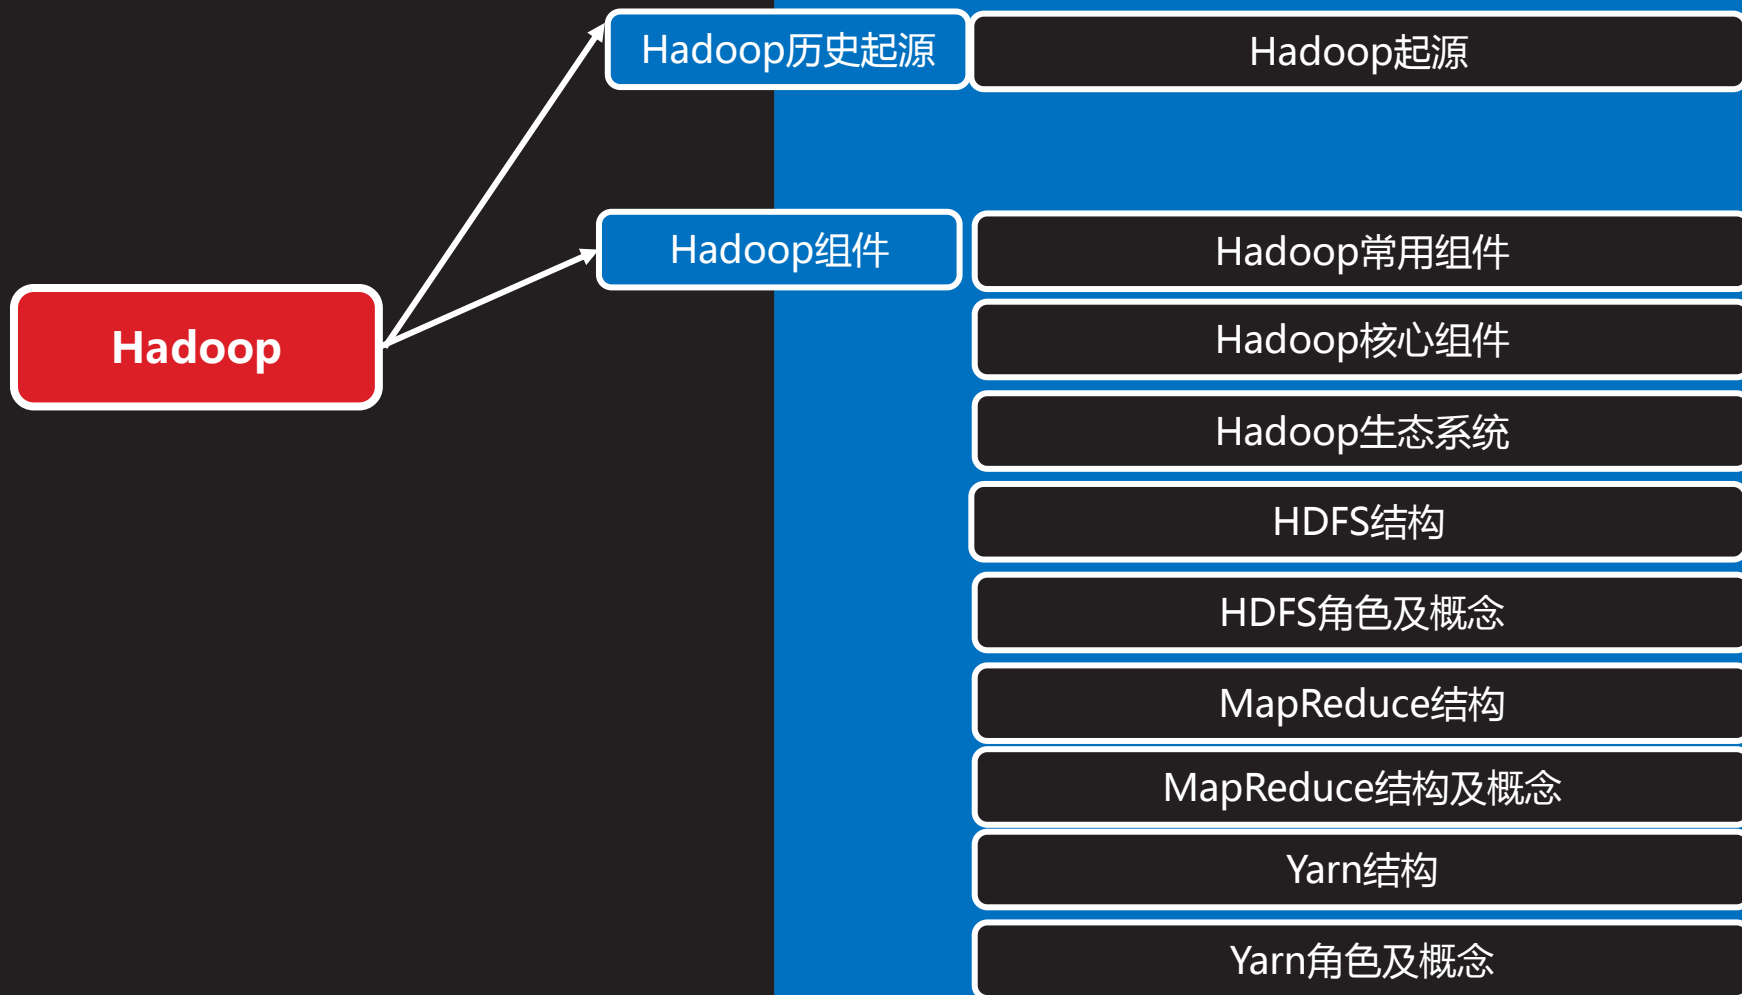 Hadoop历史起源
Hadoop起源
Hadoop组件
Hadoop常用组件
Hadoop
Hadoop核心组件
Hadoop生态系统
HDFS结构
HDFS角色及概念
MapReduce结构
MapReduce结构及概念
Yarn结构
Yarn角色及概念